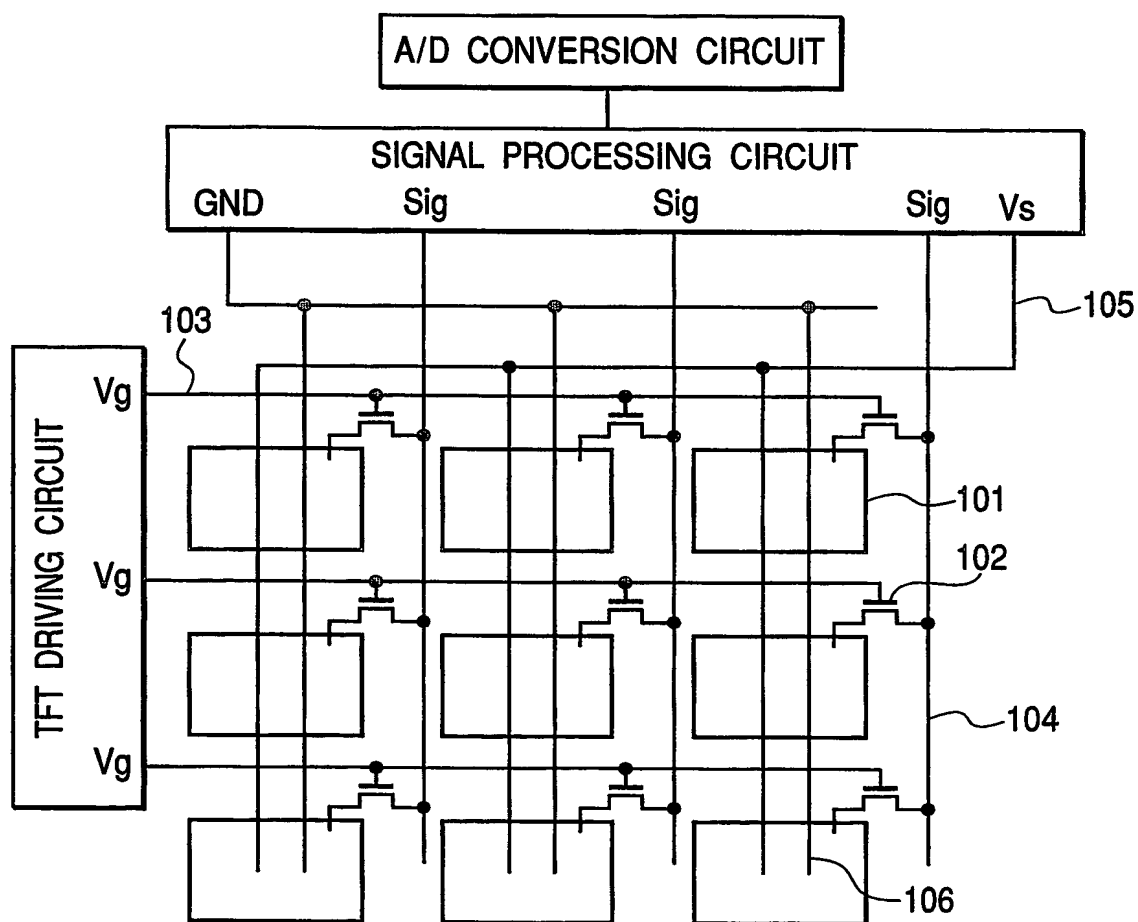 A/D CONVERSION CIRCUIT
SIGNAL PROCESSING CIRCUIT
GND Sig Sig Sig Vs
105
103
TFT DRIVING CIRCUIT
Vg
101
Vg
102
104
Vg
106